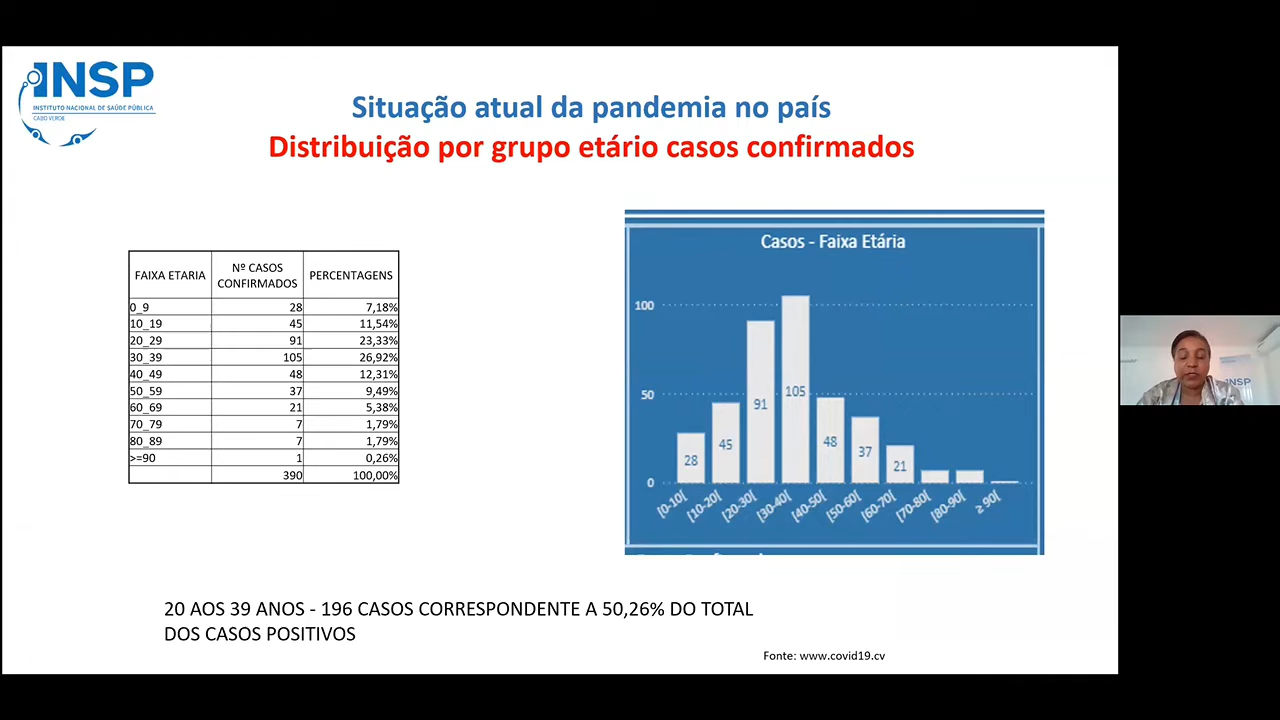 INSP
INSTITUTO NACIONAL DE SAÚDE PÚBLICA
CABO VERDE
Situação atual da pandemia no país
Distribuição por grupo etário casos confirmados
FAIXA ETARIA Nº CASOS CONFIRMADOS PERCENTAGENS
0_9 28 7,18%
10_19 45 11,54%
20_29 91 23,33%
30_39 105 26,92%
40_49 48 12,31%
50_59 37 9,49%
60_69 21 5,38%
70_79 7 1,79%
80_89 7 1,79%
>=90 1 0,26%
390 100,00%
Casos - Faixa Etária
100
50
0
28 45 91 105 48 37 21
[0-10[ [10-20[ [20-30[ [30-40[ [40-50[ [50-60[ [60-70[ [70-80[ [80-90[ ≥ 90[
20 AOS 39 ANOS - 196 CASOS CORRESPONDENTE A 50,26% DO TOTAL
DOS CASOS POSITIVOS
Fonte: www.covid19.cv
NSP